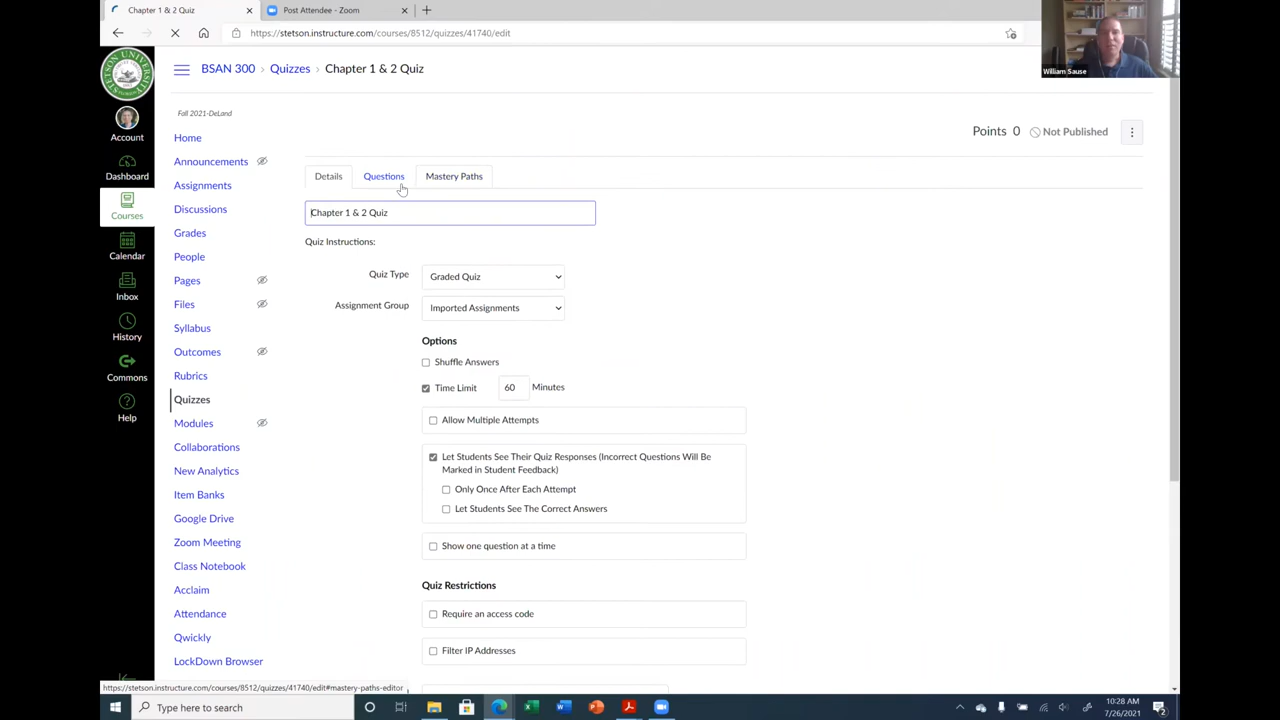 Chapter 1 & 2 Quiz
Post Attendee - Zoom
https://stetson.instructure.com/courses/8512/quizzes/41740/edit
William Sause
BSAN 300 > Quizzes > Chapter 1 & 2 Quiz
Fall 2021-DeLand
Account
Dashboard
Courses
Calendar
Inbox
History
Commons
Help
Home
Announcements
Assignments
Discussions
Grades
People
Pages
Files
Syllabus
Outcomes
Rubrics
Quizzes
Modules
Collaborations
New Analytics
Item Banks
Google Drive
Zoom Meeting
Class Notebook
Acclaim
Attendance
Qwickly
LockDown Browser
Points 0 Not Published
Details Questions Mastery Paths
Chapter 1 & 2 Quiz
Quiz Instructions:
Quiz Type Graded Quiz
Assignment Group Imported Assignments
Options
Shuffle Answers
Time Limit 60 Minutes
Allow Multiple Attempts
Let Students See Their Quiz Responses (Incorrect Questions Will Be
Marked in Student Feedback)
Only Once After Each Attempt
Let Students See The Correct Answers
Show one question at a time
Quiz Restrictions
Require an access code
Filter IP Addresses
https://stetson.instructure.com/courses/8512/quizzes/41740/edit#mastery-paths-editor
Type here to search
10:28 AM
7/26/2021
2